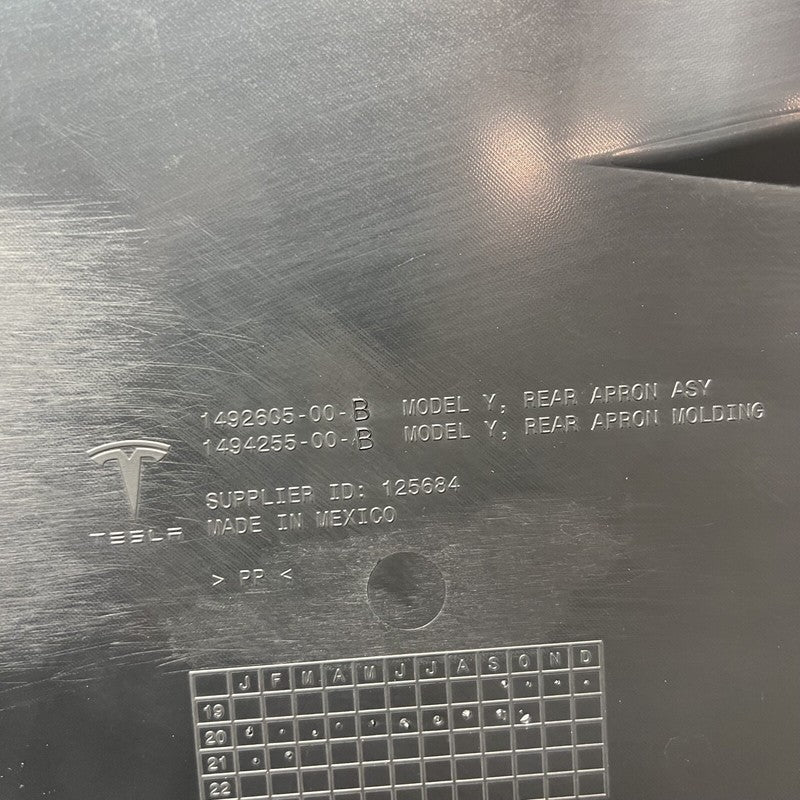 1492605-00-B MODEL Y, REAR APRON ASY
1494255-00-B MODEL Y, REAR APRON MOLDING
TESLA
SUPPLIER ID: 125684
MADE IN MEXICO
> PP <
J F M A M J J A S O N D
19
20
21
22